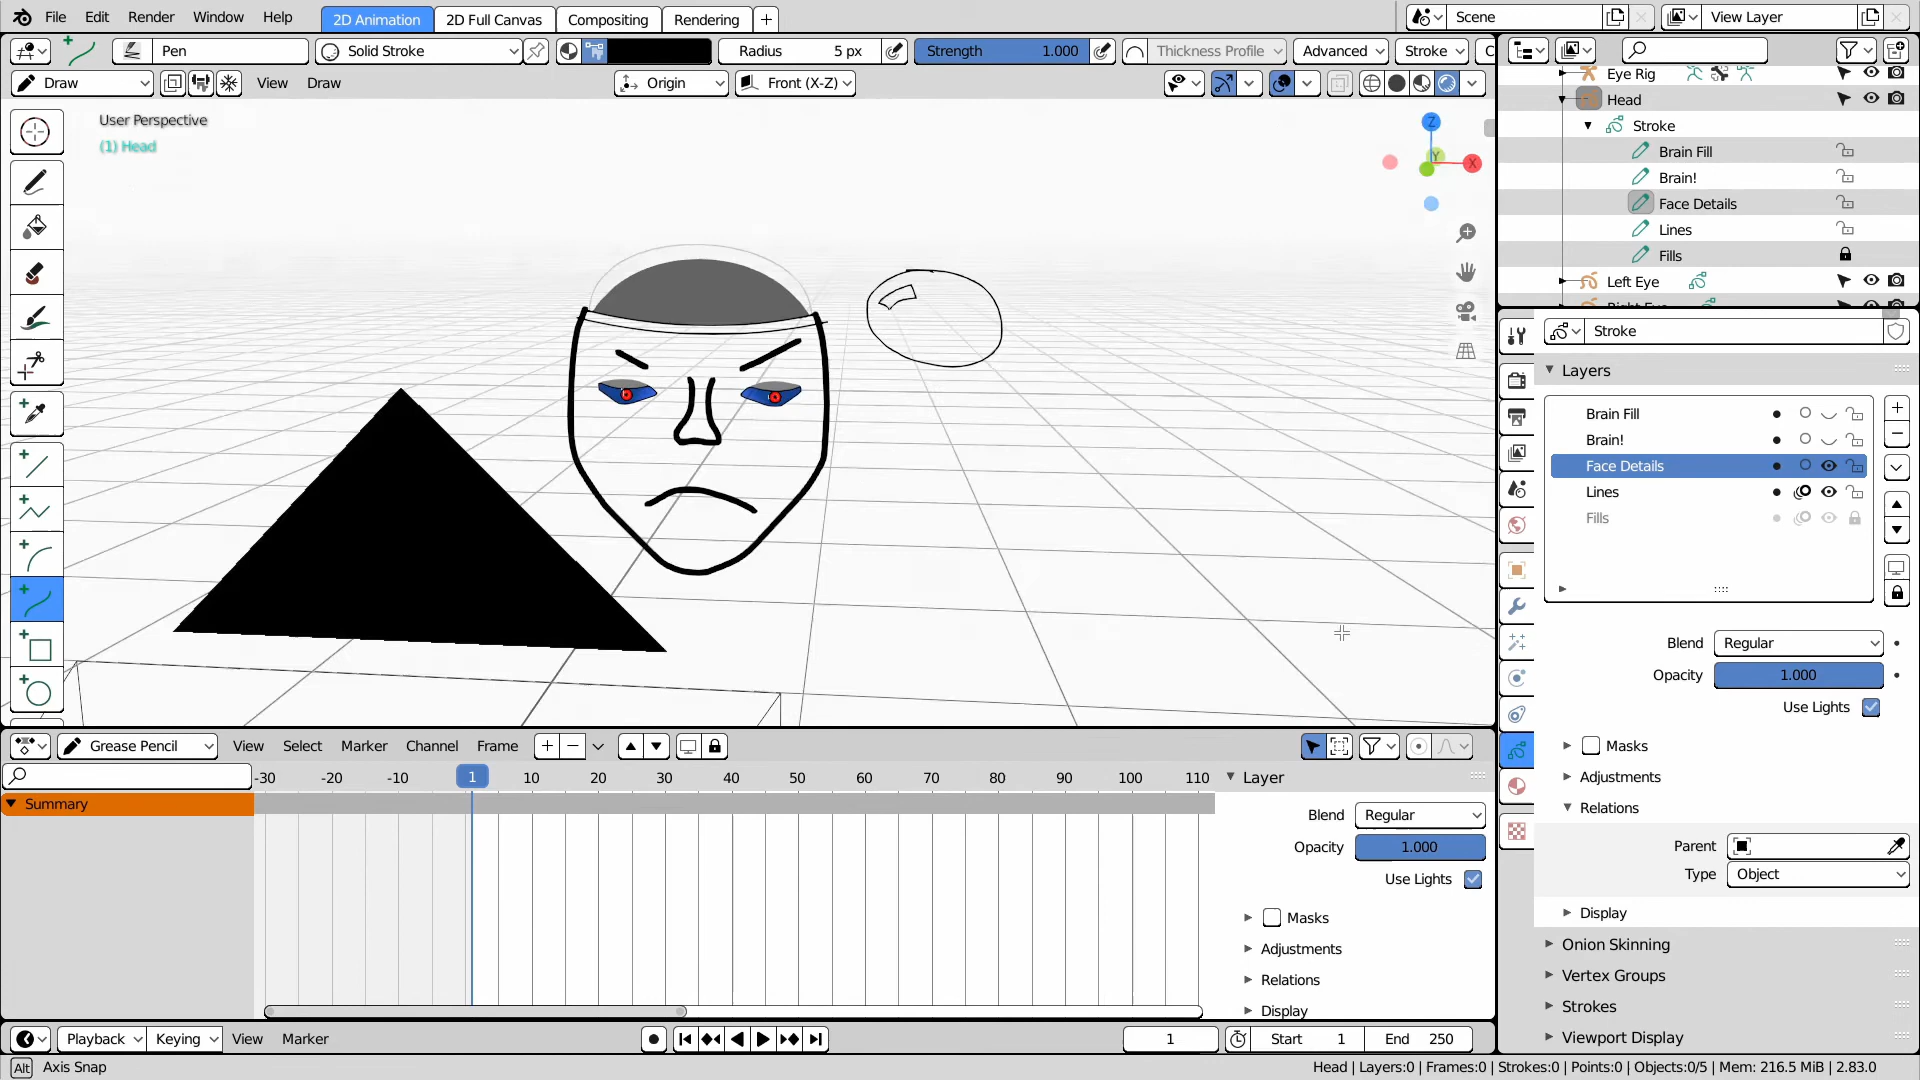 File Edit Render Window Help 2D Animation 2D Full Canvas Compositing Rendering + Scene View Layer
Pen Solid Stroke Radius 5 px Strength 1.000 Thickness Profile Advanced Stroke C
Draw View Draw Origin Front (X-Z)
User Perspective
(1) Head
Z
Y
X
Eye Rig
Head
Stroke
Brain Fill
Brain!
Face Details
Lines
Fills
Left Eye
Stroke
Layers
Brain Fill
Brain!
Face Details
Lines
Fills
Blend Regular
Opacity 1.000
Use Lights
Masks
Adjustments
Relations
Parent
Type Object
Display
Onion Skinning
Vertex Groups
Strokes
Viewport Display
Grease Pencil View Select Marker Channel Frame
-30 -20 -10 1 10 20 30 40 50 60 70 80 90 100 110
Summary
Layer
Blend Regular
Opacity 1.000
Use Lights
Masks
Adjustments
Relations
Display
Playback Keying View Marker 1 Start 1 End 250
Alt Axis Snap Head | Layers:0 | Frames:0 | Strokes:0 | Points:0 | Objects:0/5 | Mem: 216.5 MiB | 2.83.0